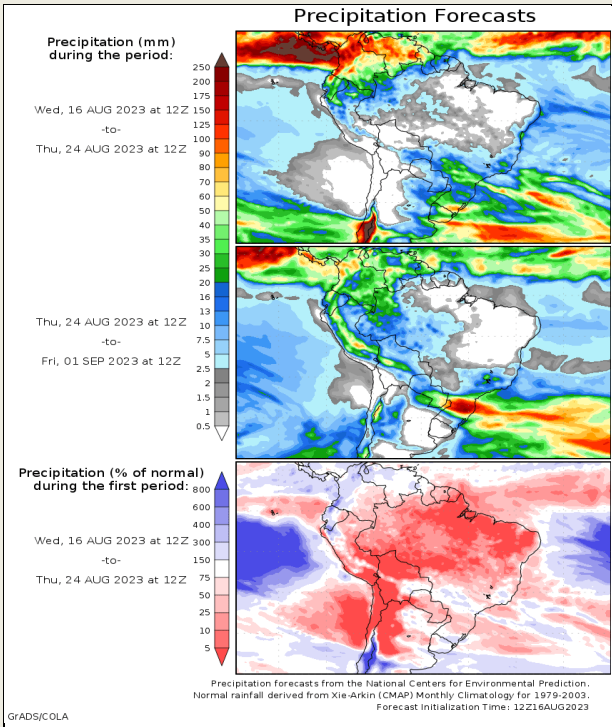 Precipitation Forecasts
Precipitation (mm)
during the period:
Wed, 16 AUG 2023 at 12Z
-to-
Thu, 24 AUG 2023 at 12Z
250
200
175
150
125
100
90
80
70
60
50
40
35
30
25
20
16
13
10
7.5
5
2.5
2
1.5
1
0.5
Thu, 24 AUG 2023 at 12Z
-to-
Fri, 01 SEP 2023 at 12Z
Precipitation (% of normal)
during the first period:
Wed, 16 AUG 2023 at 12Z
-to-
Thu, 24 AUG 2023 at 12Z
800
600
400
300
150
75
50
25
10
5
Precipitation forecasts from the National Centers for Environmental Prediction.
Normal rainfall derived from Xie-Arkin (CMAP) Monthly Climatology for 1979-2003.
Forecast Initialization Time: 12Z16AUG2023
GrADS/COLA